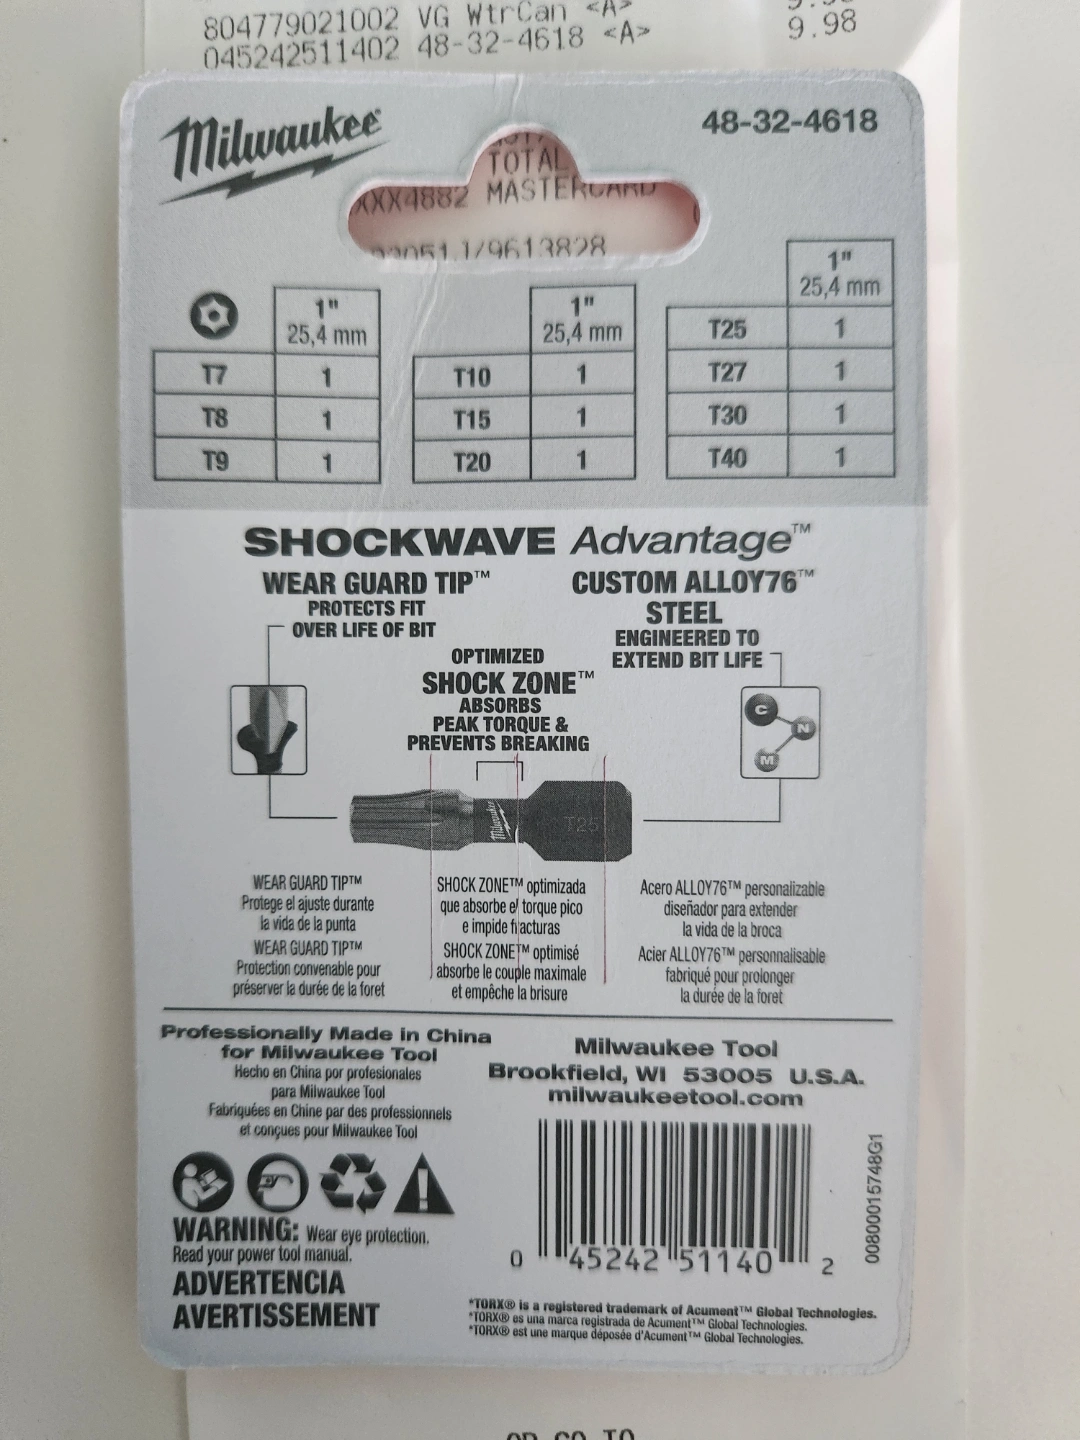 804779021002 VG WtrCan <A>
045242511402 48-32-4618 <A> 9.98
Milwaukee
48-32-4618
TOTAL
XXX4882 MASTERCARD
1"
25,4 mm
T7 1
T8 1
T9 1
1"
25,4 mm
T10 1
T15 1
T20 1
1"
25,4 mm
T25 1
T27 1
T30 1
T40 1
SHOCKWAVE Advantage™
WEAR GUARD TIP™
PROTECTS FIT
OVER LIFE OF BIT
CUSTOM ALLOY76™
STEEL
ENGINEERED TO
EXTEND BIT LIFE
OPTIMIZED
SHOCK ZONE™
ABSORBS
PEAK TORQUE &
PREVENTS BREAKING
C
N
M
Milwaukee
T25
WEAR GUARD TIP™
Protege el ajuste durante
la vida de la punta
WEAR GUARD TIP™
Protection convenable pour
préserver la durée de la foret
SHOCK ZONE™ optimizada
que absorbe el torque pico
e impide fracturas
SHOCK ZONE™ optimisé
absorbe le couple maximale
et empêche la brisure
Acero ALLOY76™ personalizable
diseñador para extender
la vida de la broca
Acier ALLOY76™ personnalisable
fabriqué pour prolonger
la durée de la foret
Professionally Made in China
for Milwaukee Tool
Hecho en China por profesionales
para Milwaukee Tool
Fabriquées en Chine par des professionnels
et conçues pour Milwaukee Tool
Milwaukee Tool
Brookfield, WI 53005 U.S.A.
milwaukeetool.com
WARNING: Wear eye protection.
Read your power tool manual.
ADVERTENCIA
AVERTISSEMENT
0 45242 51140 2
00800015748G1
*TORX® is a registered trademark of Acument™ Global Technologies.
*TORX® es una marca registrada de Acument™ Global Technologies.
*TORX® est une marque déposée d'Acument™ Global Technologies.
OR GO TO